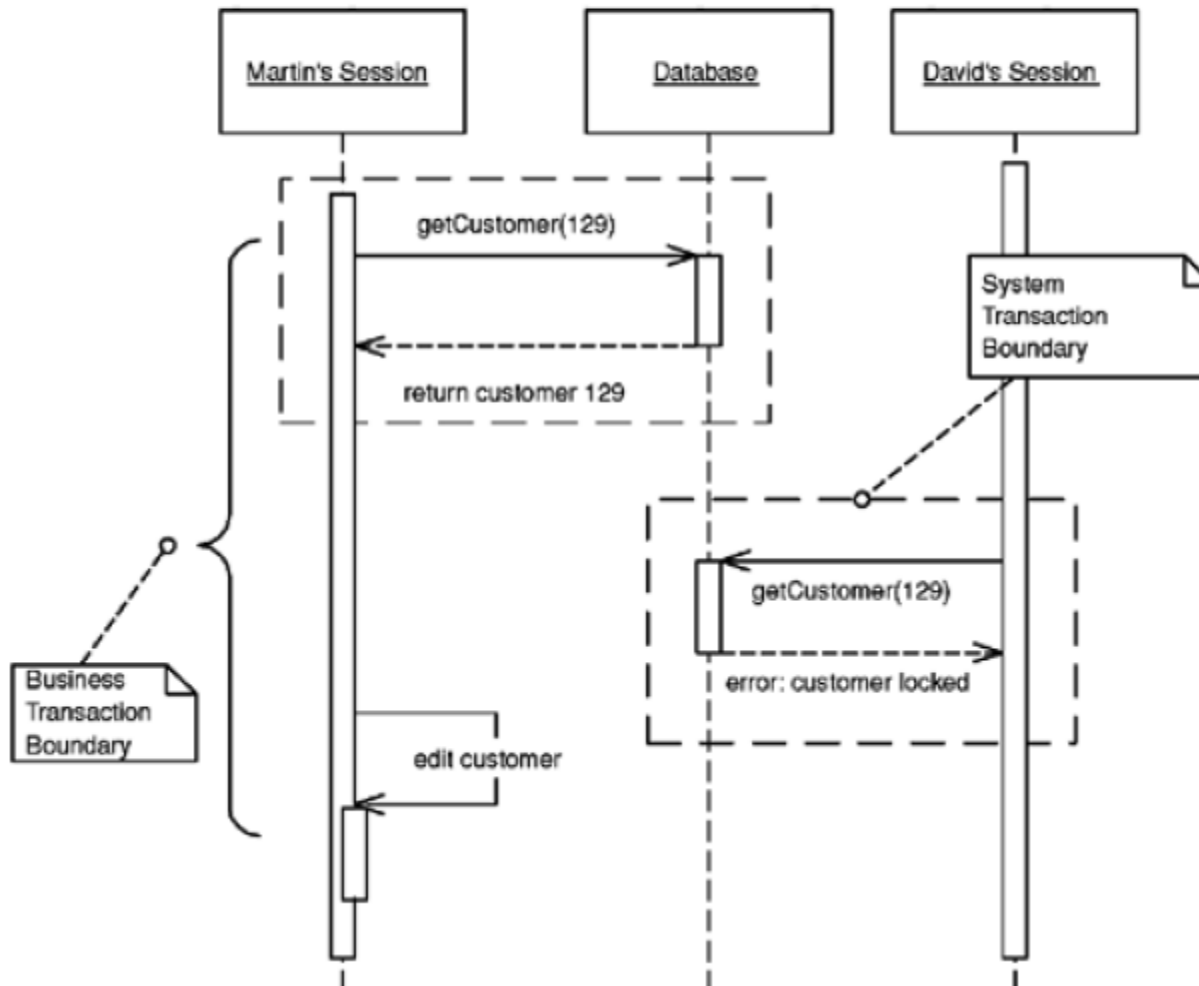 Martin's Session
Database
David's Session
getCustomer(129)
System
Transaction
Boundary
return customer 129
getCustomer(129)
error: customer locked
Business
Transaction
Boundary
edit customer